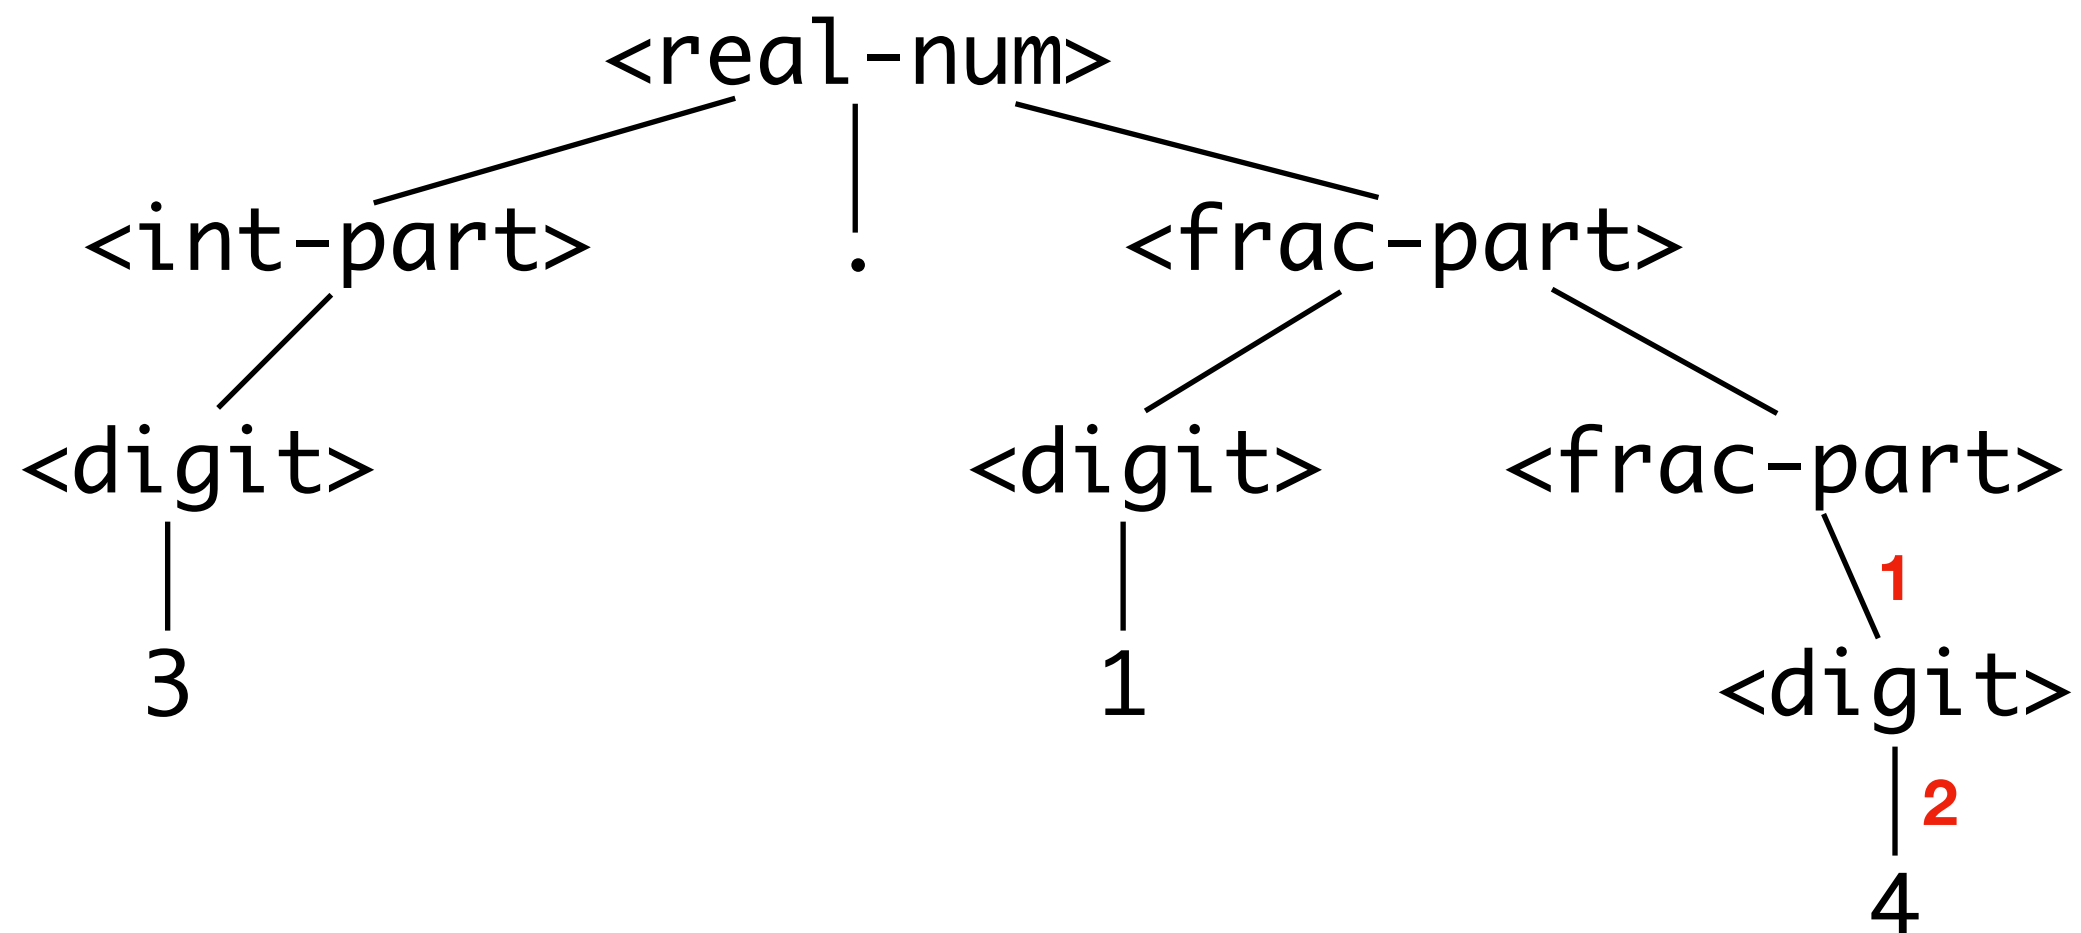 <real-num>
<int-part> . <frac-part>
<digit> <digit> <frac-part>
1
3 1 <digit>
2
4